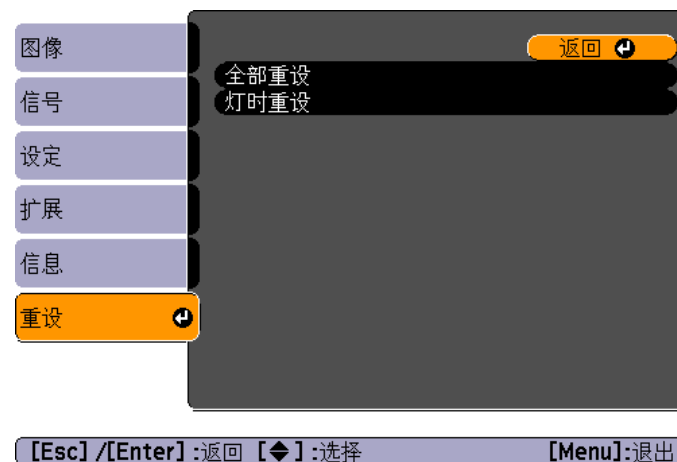 图像
信号
设定
扩展
信息
重设
返回
全部重设
灯时重设
[Esc] /[Enter] :返回 [◆] :选择 [Menu]:退出